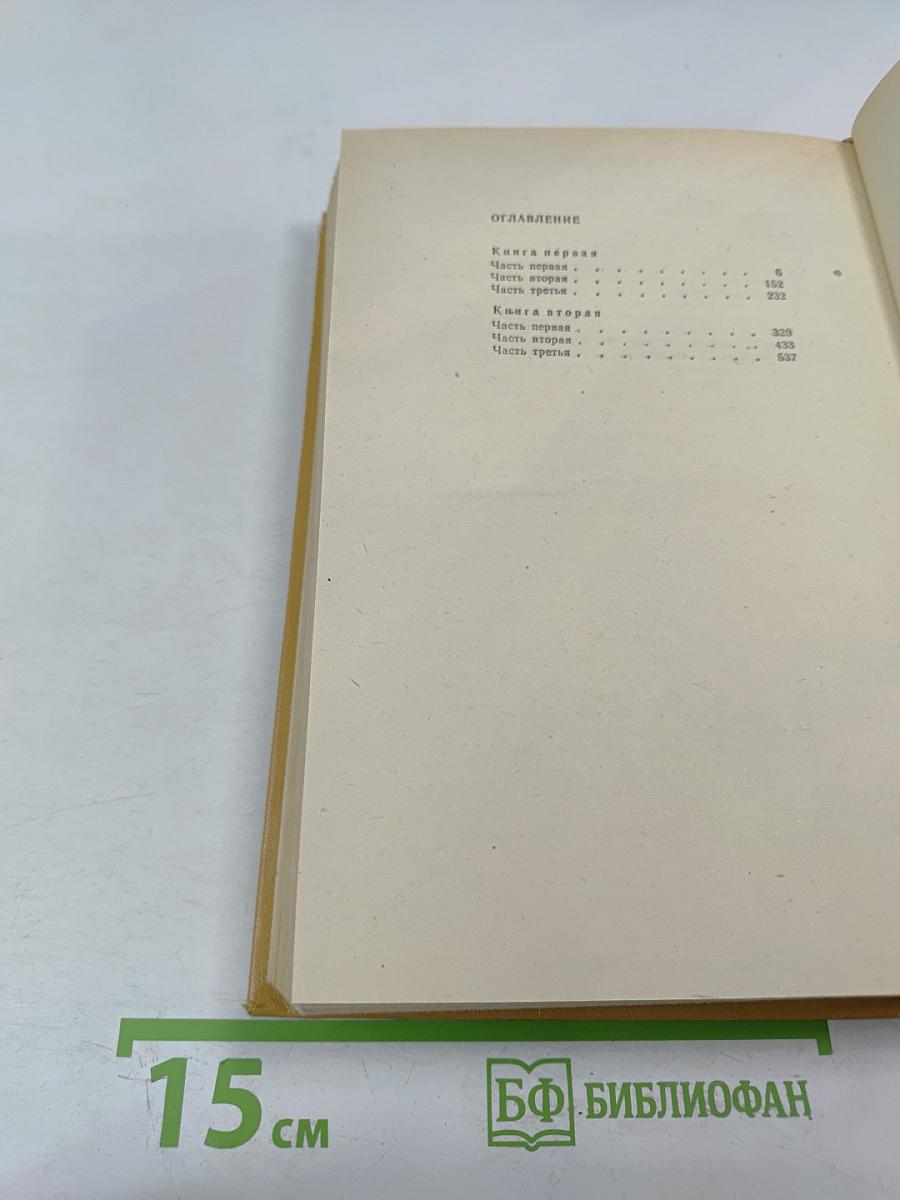 ОГЛАВЛЕНИЕ
Книга первая
Часть первая . . . . . . . . . 6
Часть вторая . . . . . . . . . 152
Часть третья . . . . . . . . . 232
Книга вторая
Часть первая . . . . . . . . . 329
Часть вторая . . . . . . . . . 433
Часть третья . . . . . . . . . 537
15 см
БФ БИБЛИОФАН